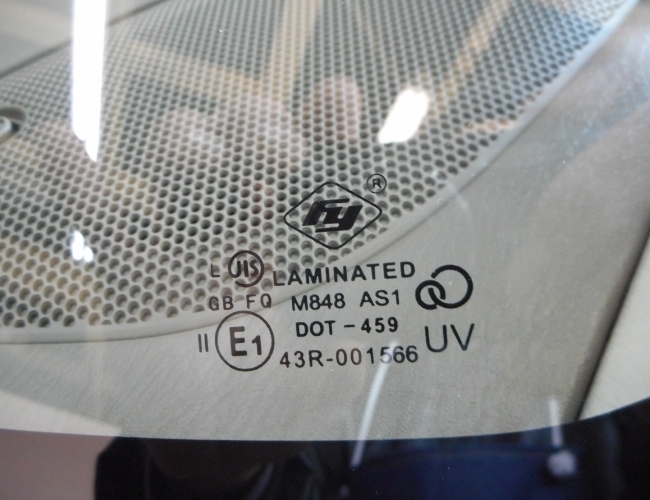 FY ®
L JIS LAMINATED
GB FQ M848 AS1
DOT - 459
II E1 43R-001566 UV